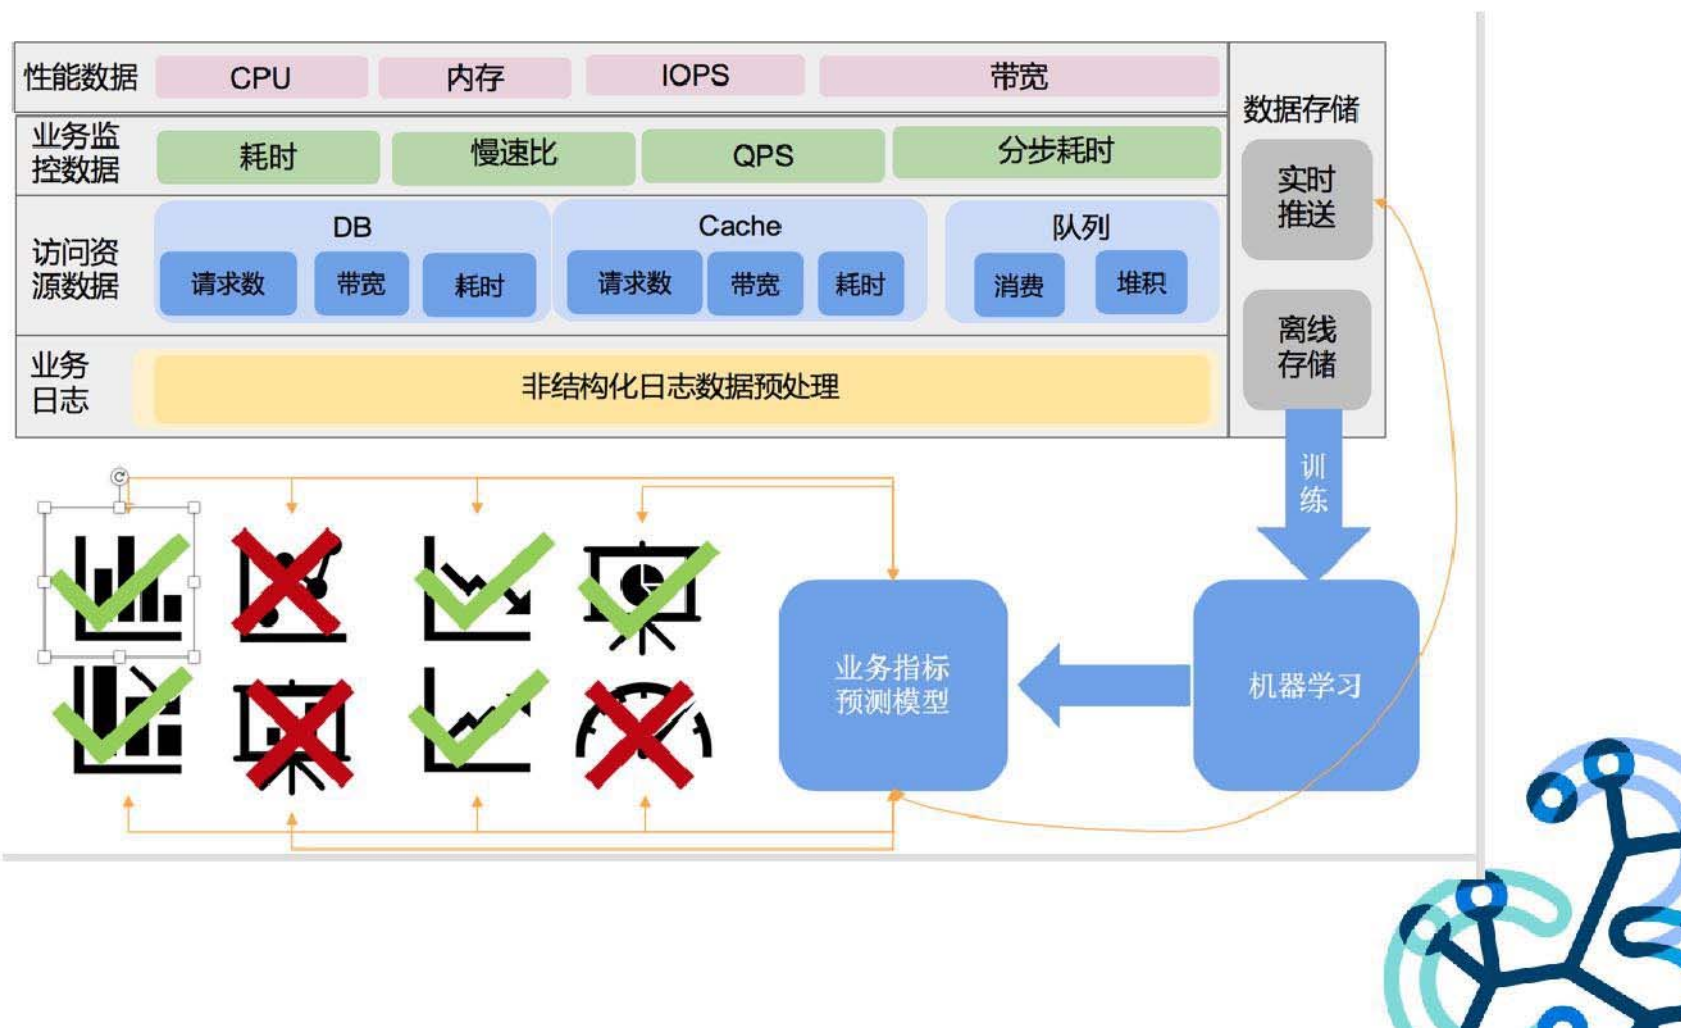 性能数据
CPU
内存
IOPS
带宽
业务监
控数据
耗时
慢速比
QPS
分步耗时
访问资
源数据
DB
请求数
带宽
耗时
Cache
请求数
带宽
耗时
队列
消费
堆积
业务
日志
非结构化日志数据预处理
数据存储
实时
推送
离线
存储
训
练
机器学习
业务指标
预测模型